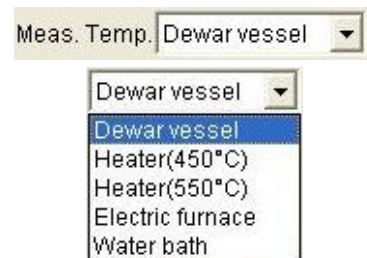 Meas. Temp. Dewar vessel
Dewar vessel
Dewar vessel
Heater(450°C)
Heater(550°C)
Electric furnace
Water bath